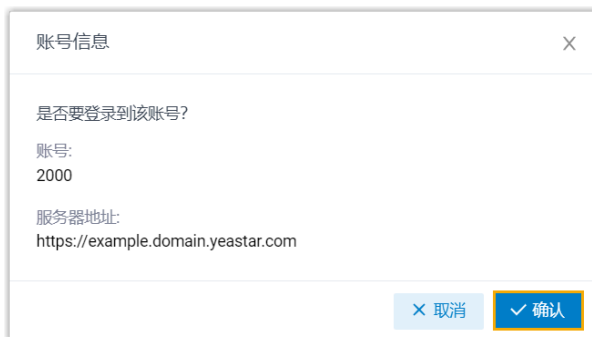 账号信息
是否要登录到该账号?
账号:
2000
服务器地址:
https://example.domain.yeastar.com
取消 确认